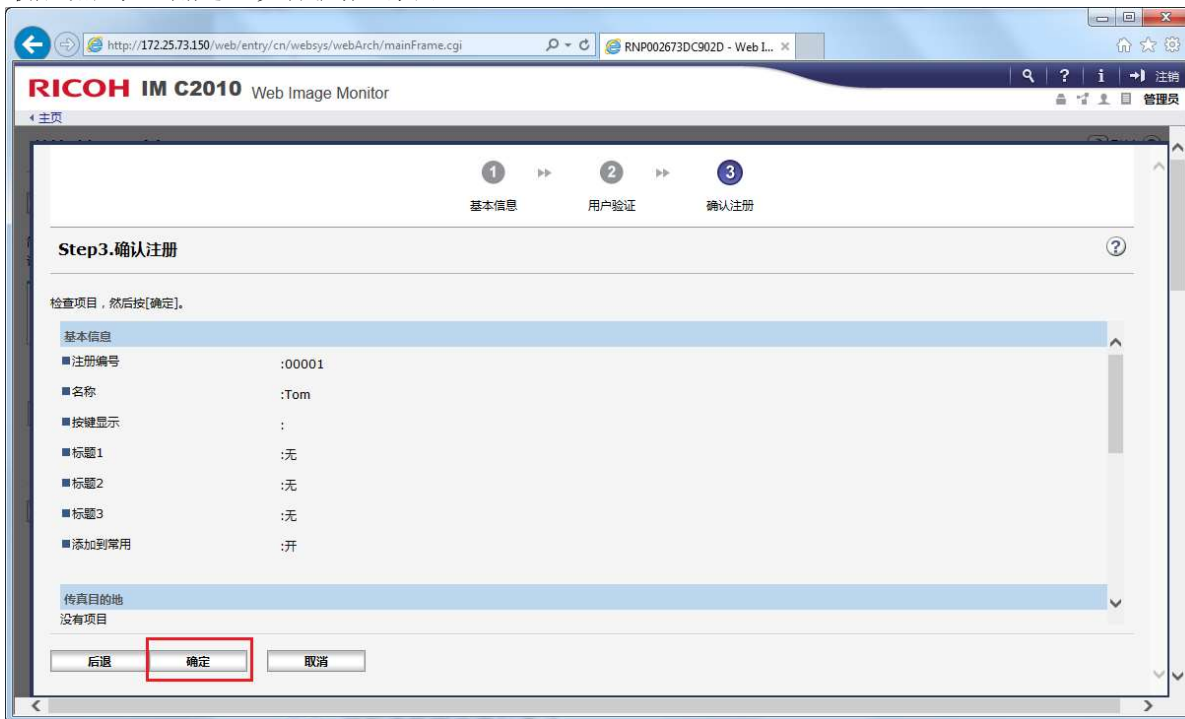 http://172.25.73.150/web/entry/cn/websys/webArch/mainFrame.cgi
RNP002673DC902D - Web I...
RICOH IM C2010 Web Image Monitor
? i 注销
管理员
主页
1 2 3
基本信息 用户验证 确认注册
Step3.确认注册
检查项目，然后按[确定]。
基本信息
■注册编号 :00001
■名称 :Tom
■按键显示 :
■标题1 :无
■标题2 :无
■标题3 :无
■添加到常用 :开
传真目的地
没有项目
后退 确定 取消